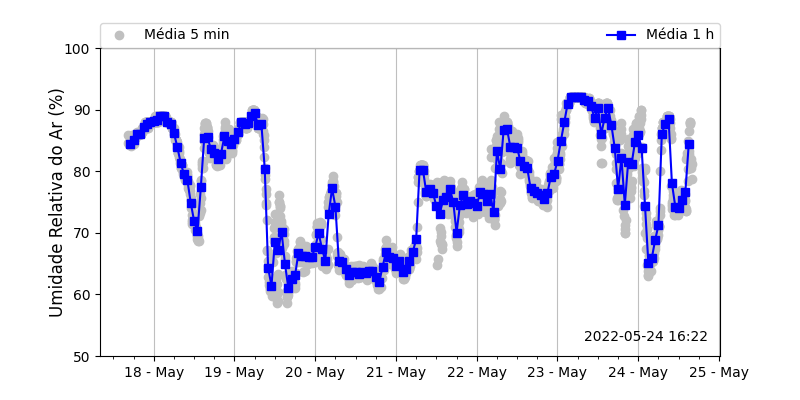 Média 5 min Média 1 h
100
90
80
70
60
50
Umidade Relativa do Ar (%)
2022-05-24 16:22
18 - May 19 - May 20 - May 21 - May 22 - May 23 - May 24 - May 25 - May